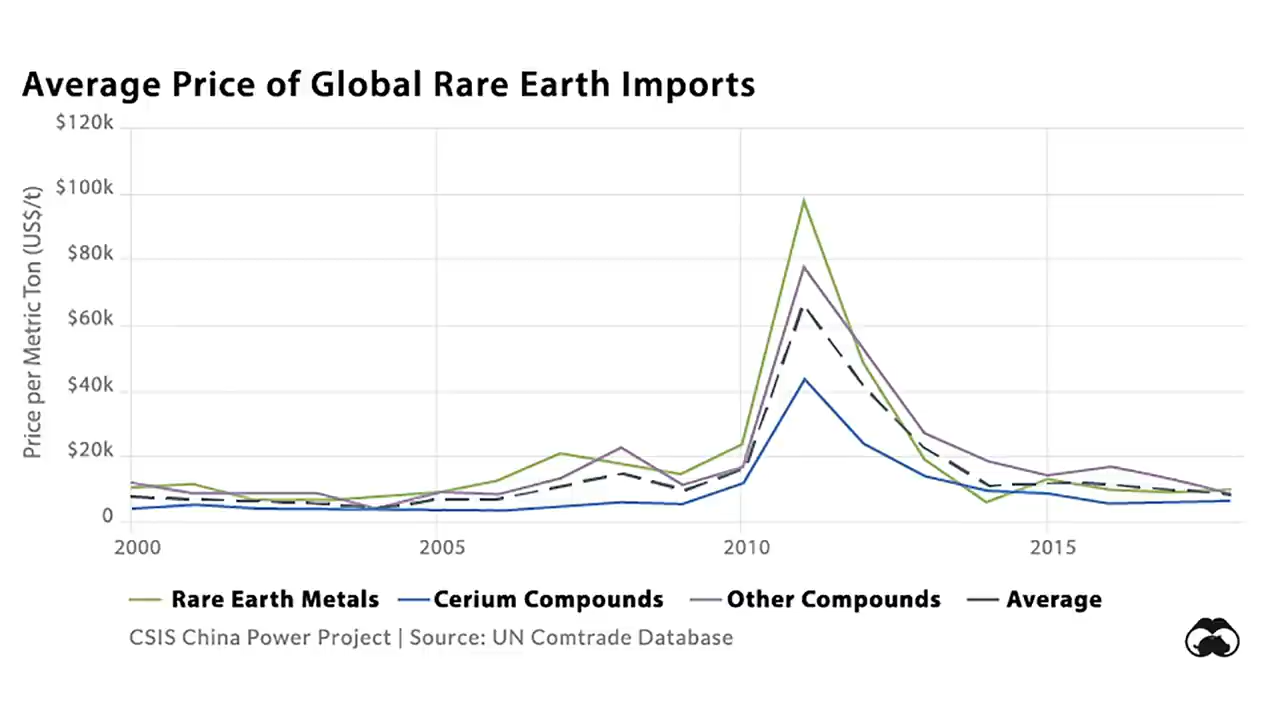 Average Price of Global Rare Earth Imports
Price per Metric Ton (US$/t)
$120k
$100k
$80k
$60k
$40k
$20k
0
2000 2005 2010 2015
Rare Earth Metals Cerium Compounds Other Compounds Average
CSIS China Power Project | Source: UN Comtrade Database